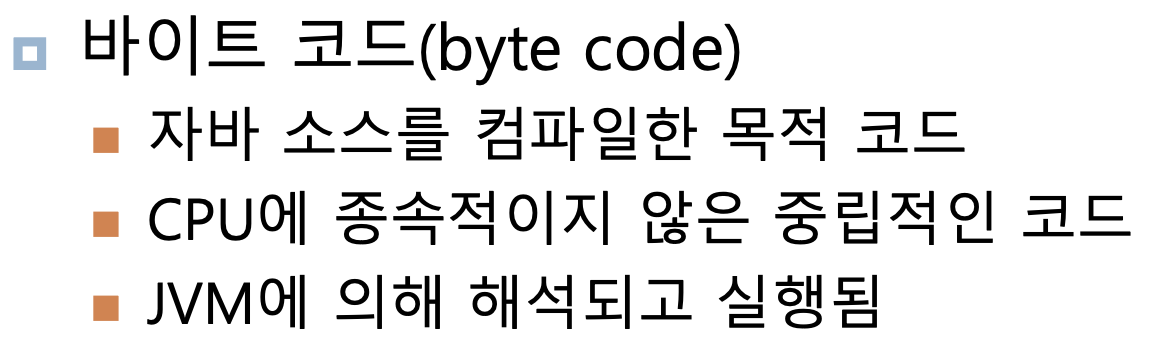 바이트 코드(byte code)
자바 소스를 컴파일한 목적 코드
CPU에 종속적이지 않은 중립적인 코드
JVM에 의해 해석되고 실행됨